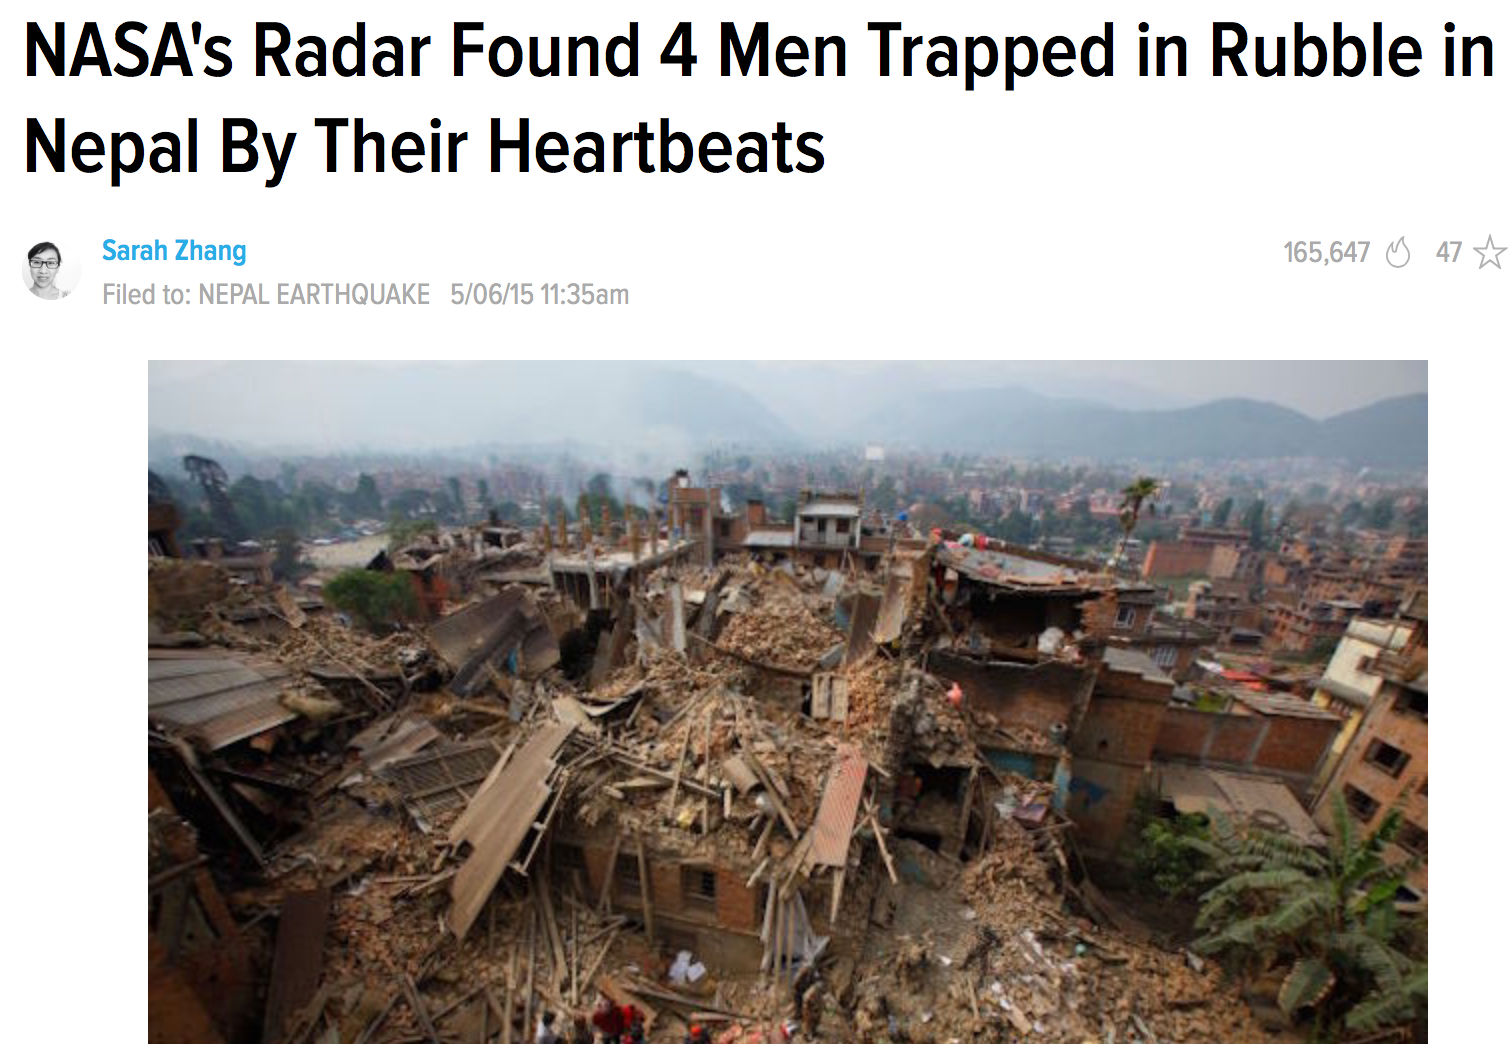 NASA's Radar Found 4 Men Trapped in Rubble in
Nepal By Their Heartbeats
Sarah Zhang
165,647 47
Filed to: NEPAL EARTHQUAKE 5/06/15 11:35am